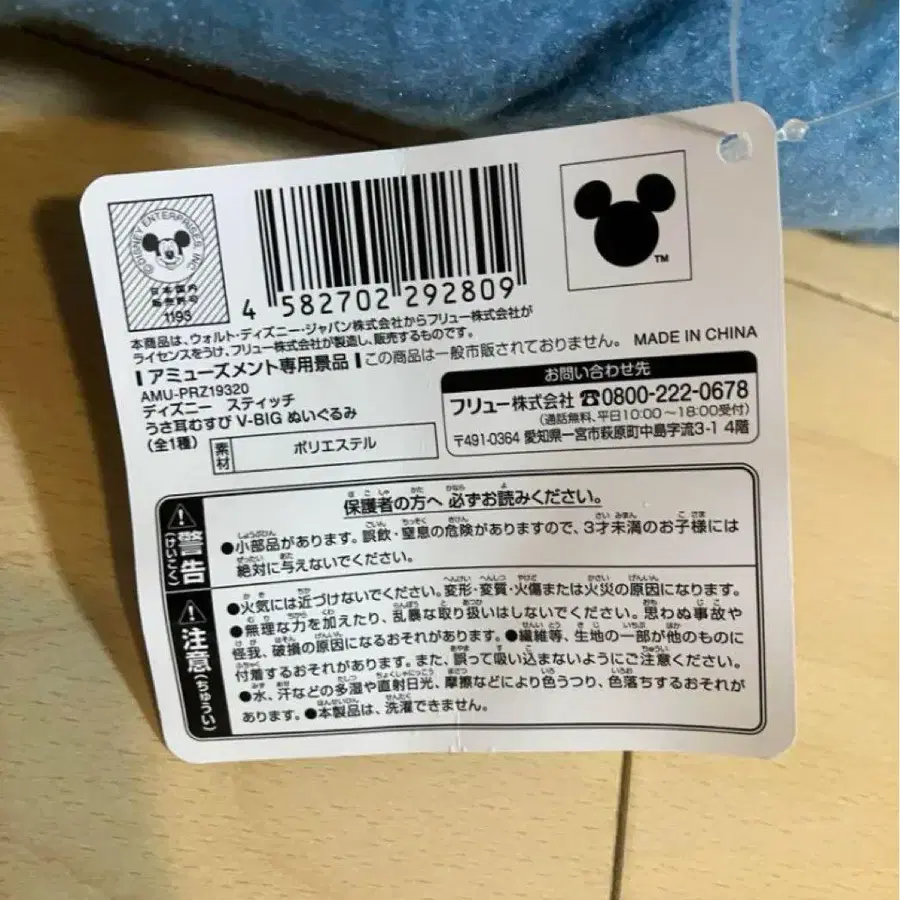 ©DISNEY ENTERPRISES, INC
日本国内
販売許可
1193
4 582702 292809
TM
本商品は、ウォルト・ディズニー・ジャパン株式会社からフリュー株式会社が
ライセンスをうけ、フリュー株式会社が製造し、販売するものです。
アミューズメント専用景品 この商品は一般市販されておりません。 MADE IN CHINA
AMU-PRZ19320
ディズニー スティッチ
うさ耳むすび V-BIG ぬいぐるみ
(全1種)
素材 ポリエステル
お問い合わせ先
フリュー株式会社 ☎0800-222-0678
(通話無料、平日10:00~18:00受付)
〒491-0364 愛知県一宮市萩原町中島字流3-1 4階
保護者の方へ 必ずお読みください。
警告(けいこく)
●小部品があります。誤飲・窒息の危険がありますので、3才未満のお子様には
絶対に与えないでください。
注意(ちゅうい)
●火気には近づけないでください。変形・変質・火傷または火災の原因になります。
●無理な力を加えたり、乱暴な取り扱いはしないでください。思わぬ事故や
怪我、破損の原因になるおそれがあります。●繊維等、生地の一部が他のものに
付着するおそれがあります。また、誤って吸い込まないようにご注意ください。
●水、汗などの多湿や直射日光、摩擦などにより色うつり、色落ちするおそれが
あります。●本製品は、洗濯できません。